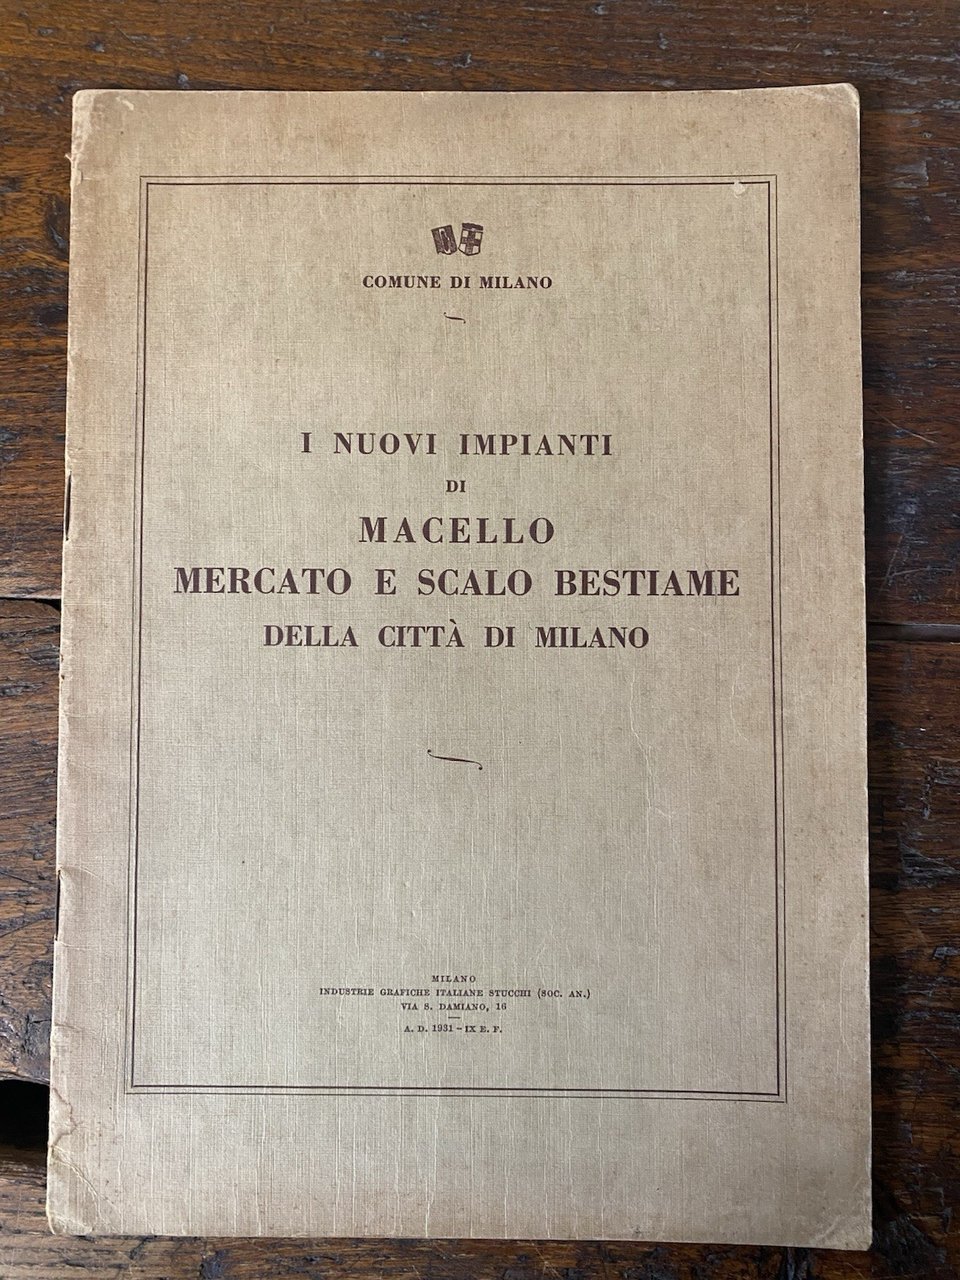 COMUNE DI MILANO
I NUOVI IMPIANTI
DI
MACELLO
MERCATO E SCALO BESTIAME
DELLA CITTÀ DI MILANO
MILANO
INDUSTRIE GRAFICHE ITALIANE STUCCHI (SOC. AN.)
VIA S. DAMIANO, 16
A. D. 1931 - IX E. F.